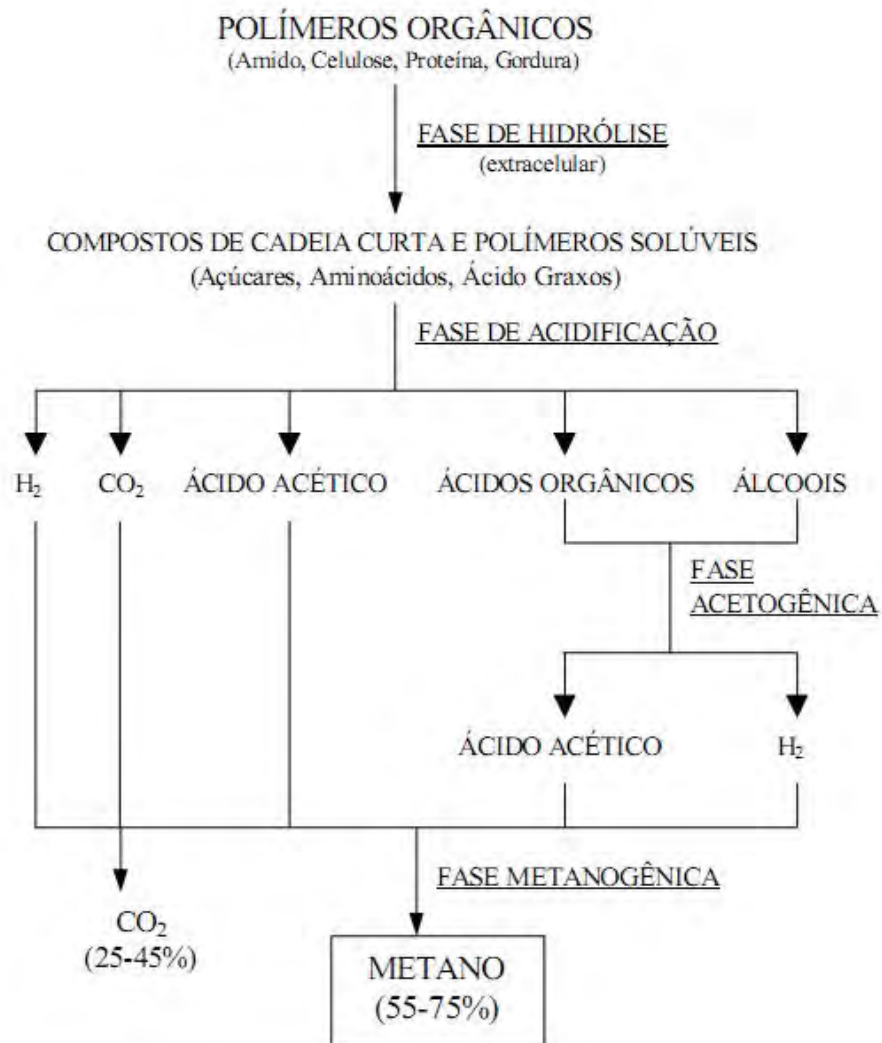 POLÍMEROS ORGÂNICOS
(Amido, Celulose, Proteína, Gordura)
FASE DE HIDRÓLISE
(extracelular)
COMPOSTOS DE CADEIA CURTA E POLÍMEROS SOLÚVEIS
(Açúcares, Aminoácidos, Ácido Graxos)
FASE DE ACIDIFICAÇÃO
H₂ CO₂ ÁCIDO ACÉTICO ÁCIDOS ORGÂNICOS ÁLCOOIS
FASE
ACETOGÊNICA
ÁCIDO ACÉTICO H₂
FASE METANOGÊNICA
CO₂
(25-45%)
METANO
(55-75%)